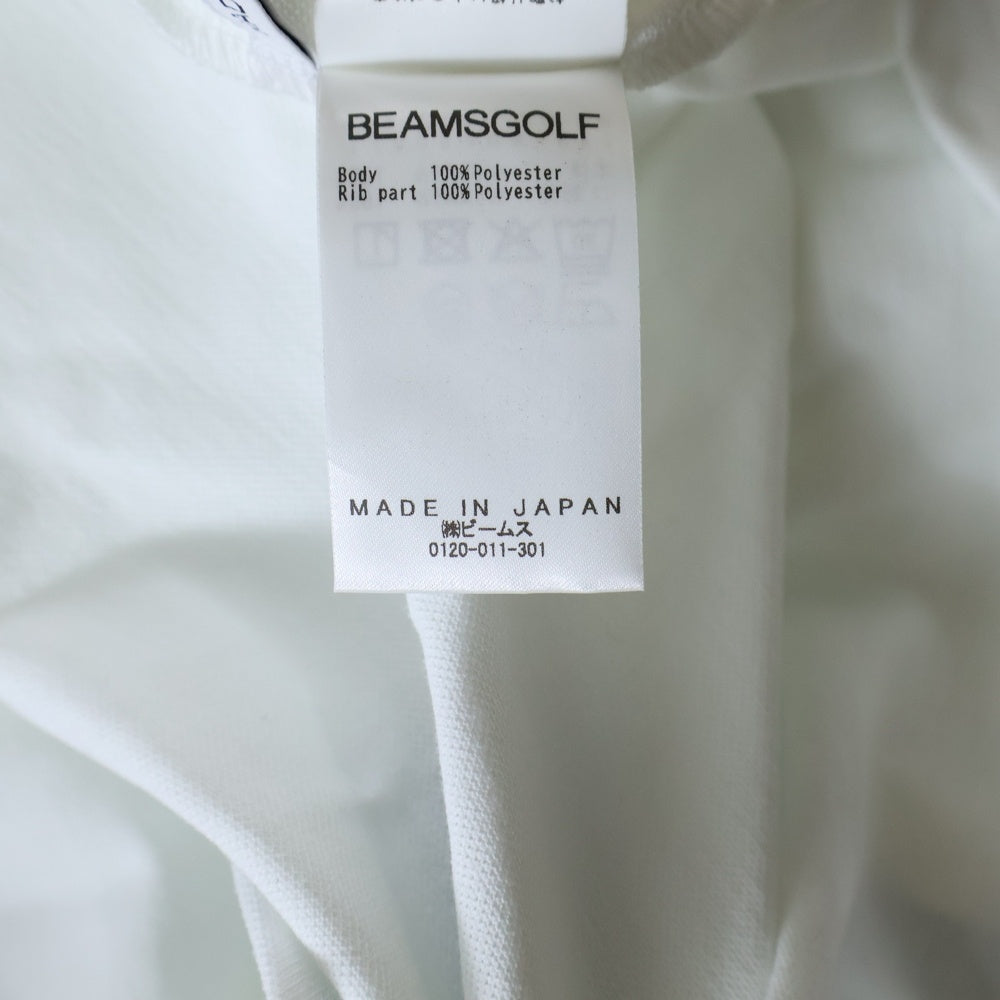 BEAMSGOLF
Body 100%Polyester
Rib part 100%Polyester
MADE IN JAPAN
㈱ビームス
0120-011-301